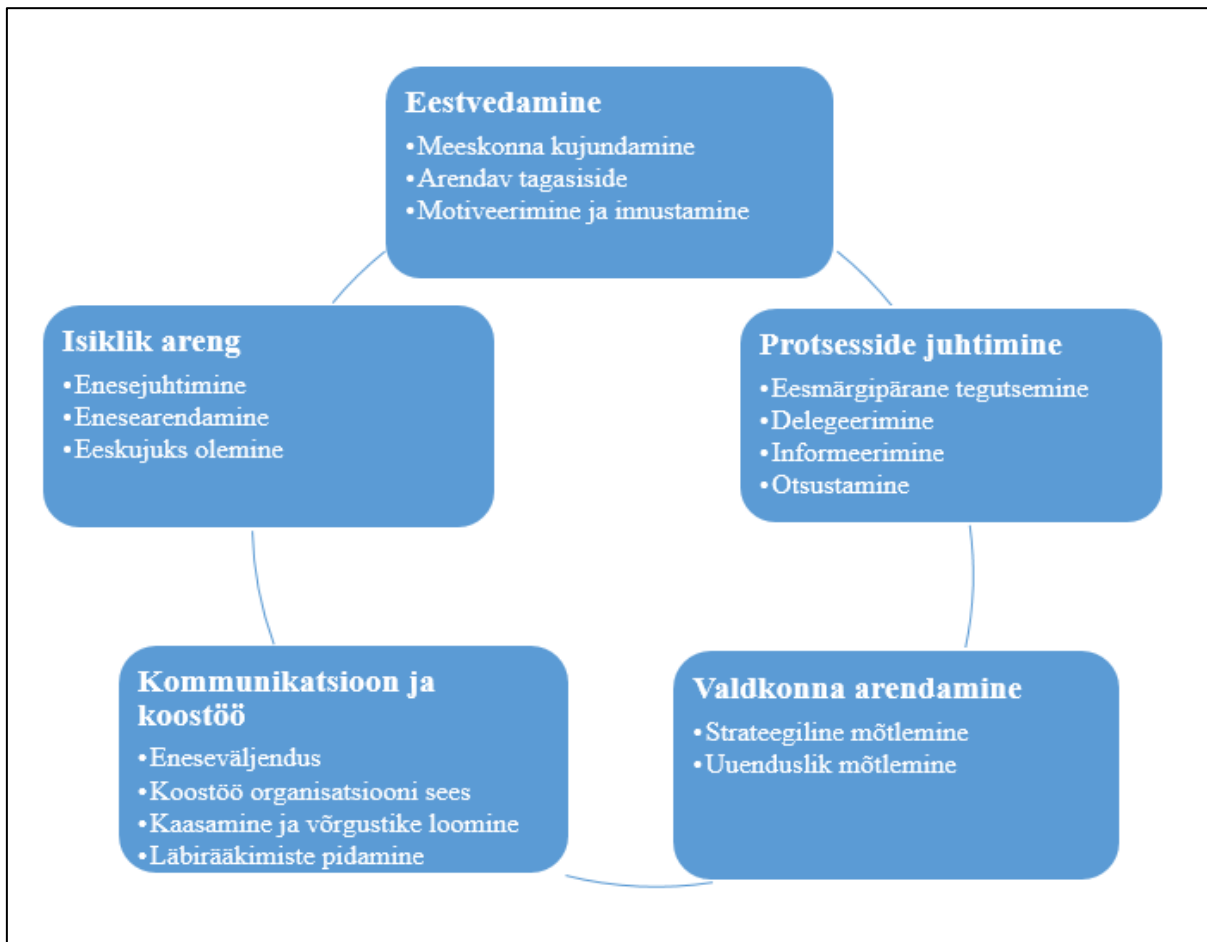 Eestvedamine
•Meeskonna kujundamine
•Arendav tagasiside
•Motiveerimine ja innustamine
Isiklik areng
•Enesejuhtimine
•Enesearendamine
•Eeskujuks olemine
Protsesside juhtimine
•Eesmärgipärane tegutsemine
•Delegeerimine
•Informeerimine
•Otsustamine
Kommunikatsioon ja
koostöö
•Eneseväljendus
•Koostöö organisatsiooni sees
•Kaasamine ja võrgustike loomine
•Läbirääkimiste pidamine
Valdkonna arendamine
•Strateegiline mõtlemine
•Uuenduslik mõtlemine